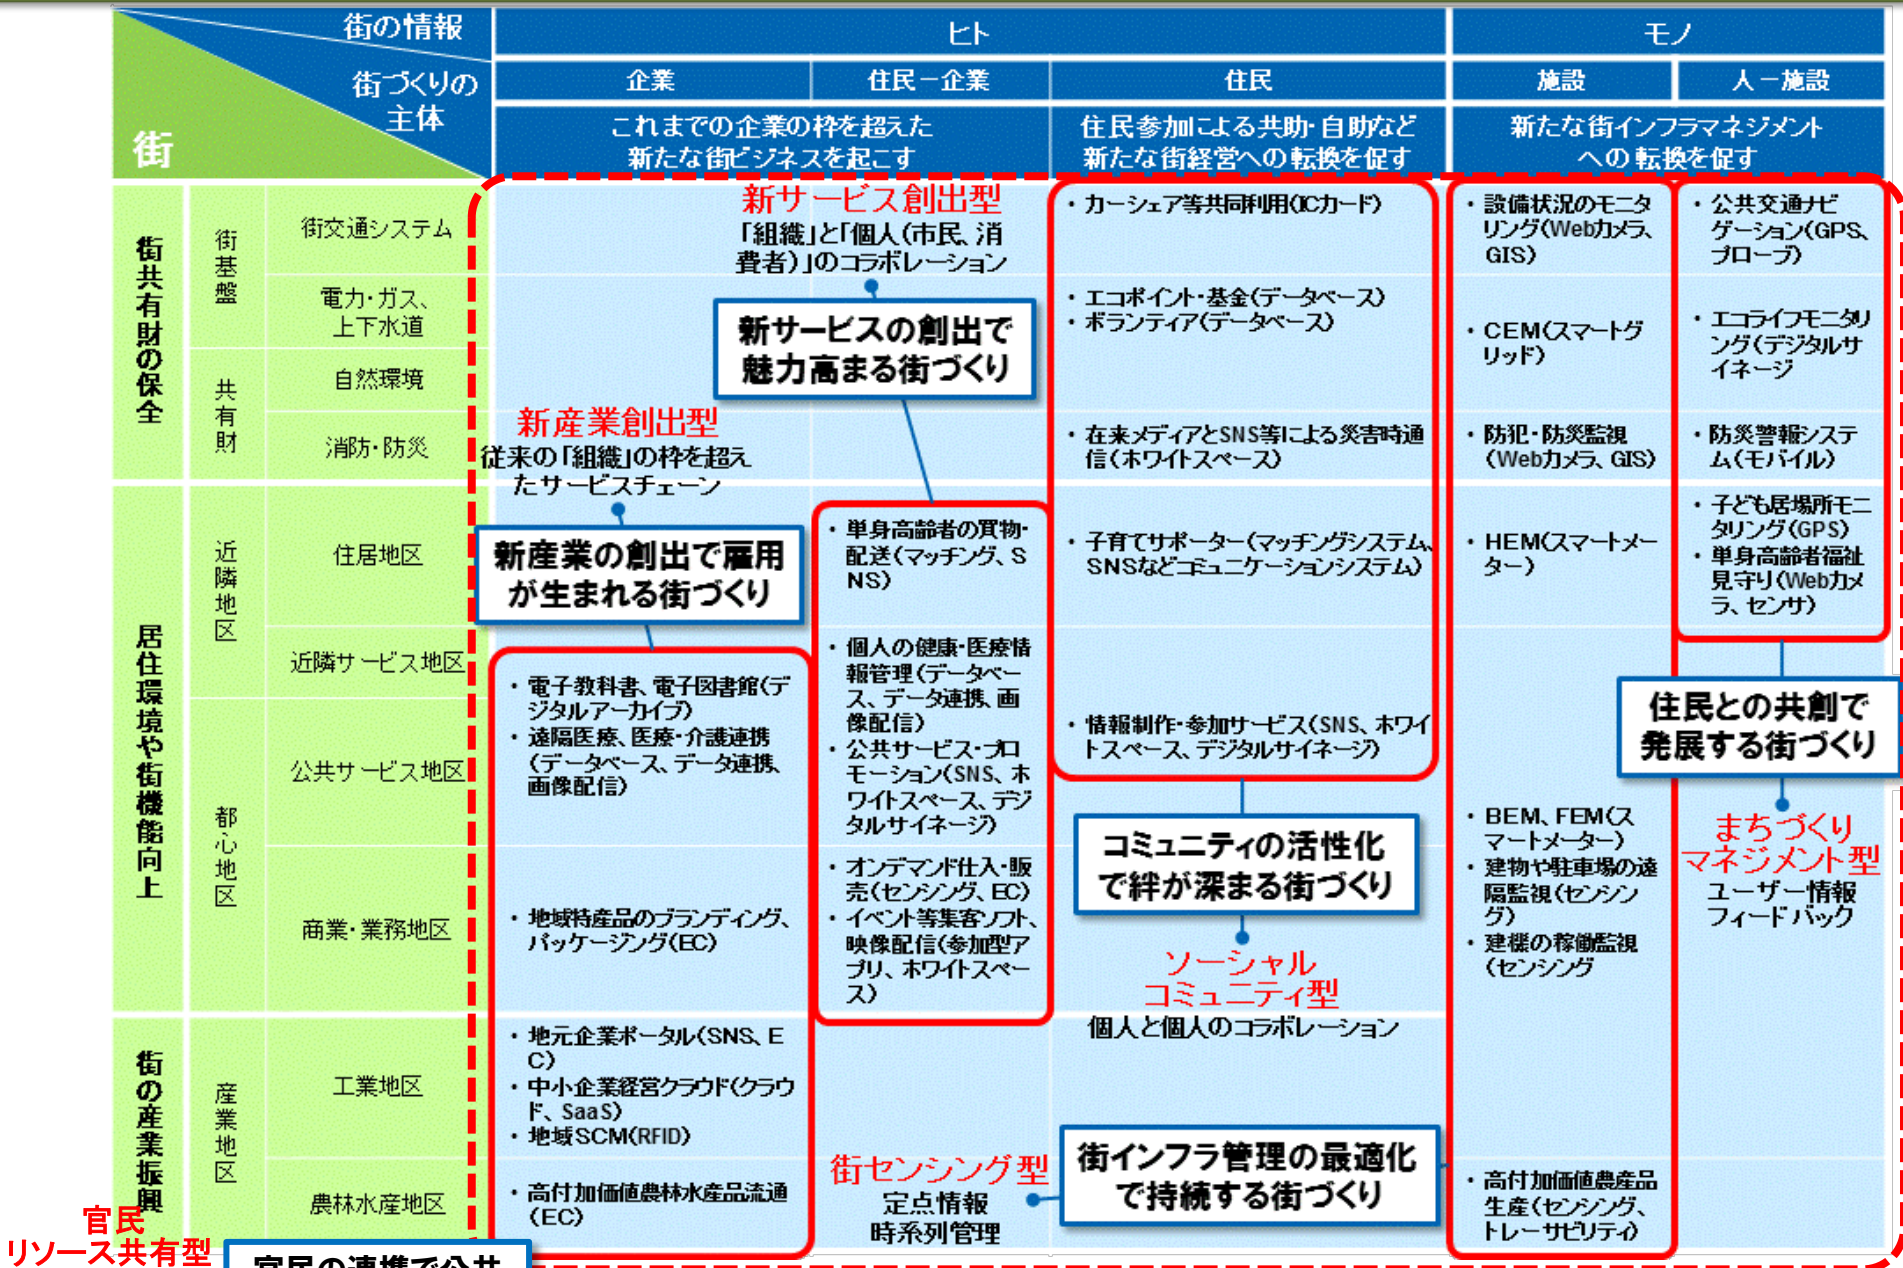 街の情報
街づくりの
主体
街
ヒト
モノ
企業
住民－企業
住民
施設
人－施設
これまでの企業の枠を超えた
新たな街ビジネスを起こす
住民参加による共助・自助など
新たな街経営への転換を促す
新たな街インフラマネジメント
への転換を促す
街共有財の保全
街基盤
街交通システム
電力・ガス、
上下水道
共有財
自然環境
消防・防災
居住環境や街機能向上
近隣地区
住居地区
近隣サービス地区
都心地区
公共サービス地区
商業・業務地区
街の産業振興
産業地区
工業地区
農林水産地区
新サービス創出型
「組織」と「個人(市民、消
費者)」のコラボレーション
新サービスの創出で
魅力高まる街づくり
新産業創出型
従来の「組織」の枠を超え
たサービスチェーン
新産業の創出で雇用
が生まれる街づくり
・電子教科書、電子図書館(デ
ジタルアーカイブ)
・遠隔医療、医療・介護連携
(データベース、データ連携、
画像配信)
・地域特産品のブランディング、
パッケージング(EC)
・地元企業ポータル(SNS、E
C)
・中小企業経営クラウド(クラウ
ド、SaaS)
・地域SCM(RFID)
・高付加価値農林水産品流通
(EC)
・単身高齢者の買物・
配送(マッチング、S
NS)
・個人の健康・医療情
報管理(データベー
ス、データ連携、画
像配信)
・公共サービス・プロ
モーション(SNS、ホ
ワイトスペース、デジ
タルサイネージ)
・オンデマンド仕入・販
売(センシング、EC)
・イベント等集客ソフト、
映像配信(参加型ア
プリ、ホワイトスペー
ス)
・カーシェア等共同利用(ICカード)
・エコポイント・基金(データベース)
・ボランティア(データベース)
・在来メディアとSNS等による災害時通
信(ホワイトスペース)
・子育てサポーター(マッチングシステム、
SNSなどコミュニケーションシステム)
・情報制作・参加サービス(SNS、ホワイ
トスペース、デジタルサイネージ)
コミュニティの活性化
で絆が深まる街づくり
ソーシャル
コミュニティ型
個人と個人のコラボレーション
・設備状況のモニタ
リング(Webカメラ、
GIS)
・CEM(スマートグ
リッド)
・防犯・防災監視
(Webカメラ、GIS)
・HEM(スマートメー
ター)
・BEM、FEM(ス
マートメーター)
・建物や駐車場の遠
隔監視(センシン
グ)
・建機の稼働監視
(センシング
・高付加価値農産品
生産(センシング、
トレーサビリティ)
・公共交通ナビ
ゲーション(GPS、
プローブ)
・エコライフモニタリ
ング(デジタルサ
イネージ
・防災警報システ
ム(モバイル)
・子ども居場所モニ
タリング(GPS)
・単身高齢者福祉
見守り(Webカメ
ラ、センサ)
住民との共創で
発展する街づくり
まちづくり
マネジメント型
ユーザー情報
フィードバック
街センシング型
定点情報
時系列管理
街インフラ管理の最適化
で持続する街づくり
官民
リソース共有型
官民の連携で公共